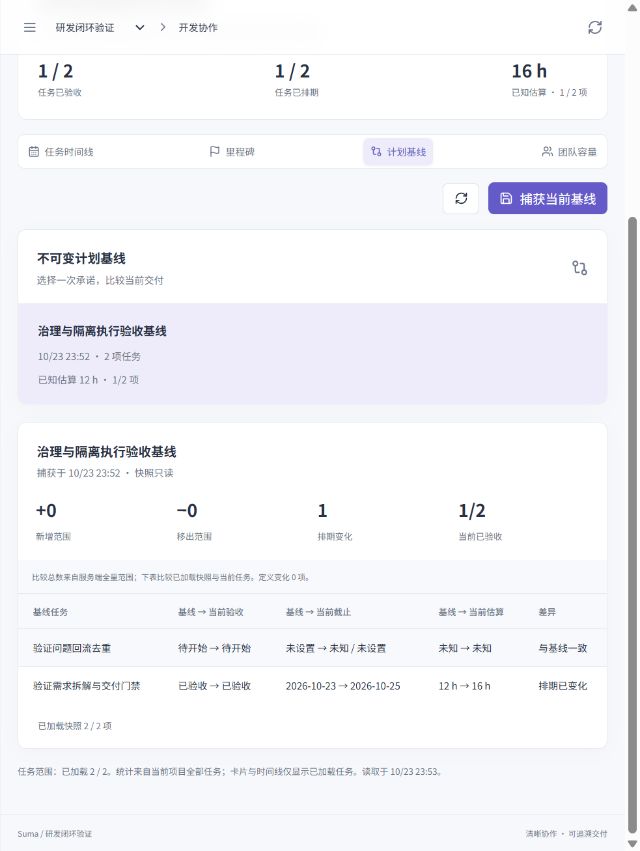 研发闭环验证 开发协作
1 / 2 1 / 2 16 h
任务已验收 任务已排期 已知估算 · 1 / 2 项
任务时间线 里程碑 计划基线 团队容量
捕获当前基线
不可变计划基线
选择一次承诺，比较当前交付
治理与隔离执行验收基线
10/23 23:52 · 2 项任务
已知估算 12 h · 1/2 项
治理与隔离执行验收基线
捕获于 10/23 23:52 · 快照只读
+0 −0 1 1/2
新增范围 移出范围 排期变化 当前已验收
比较总数来自服务端全量范围；下表比较已加载快照与当前任务。定义变化 0 项。
基线任务 基线 → 当前验收 基线 → 当前截止 基线 → 当前估算 差异
验证问题回流去重 待开始 → 待开始 未设置 → 未知 / 未设置 未知 → 未知 与基线一致
验证需求拆解与交付门禁 已验收 → 已验收 2026-10-23 → 2026-10-25 12 h → 16 h 排期已变化
已加载快照 2 / 2 项
任务范围：已加载 2 / 2。统计来自当前项目全部任务；卡片与时间线仅显示已加载任务。读取于 10/23 23:53。
Suma / 研发闭环验证 清晰协作 · 可追溯交付